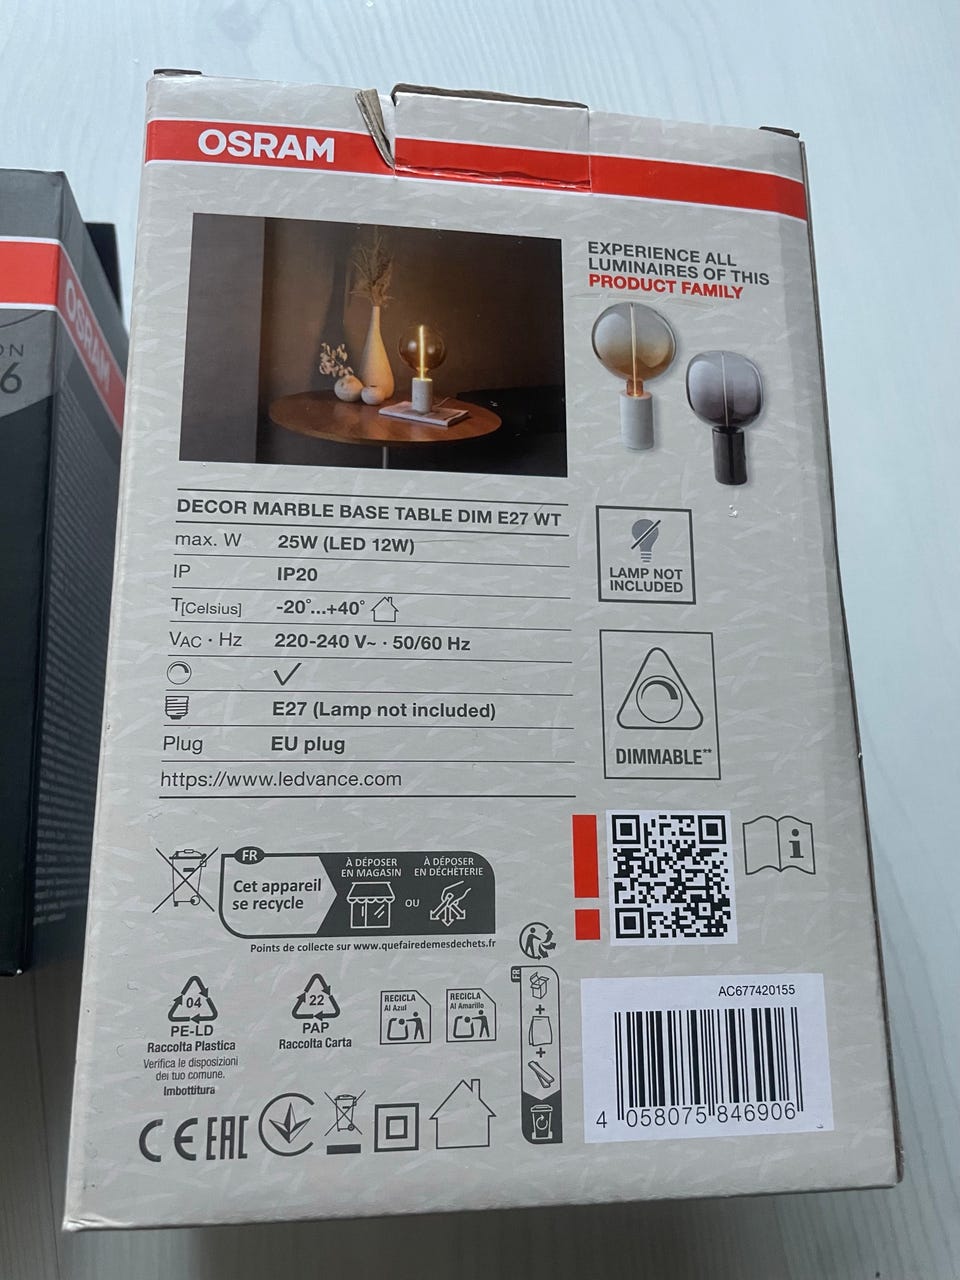 OSRAM
EXPERIENCE ALL
LUMINAIRES OF THIS
PRODUCT FAMILY
DECOR MARBLE BASE TABLE DIM E27 WT
max. W 25W (LED 12W)
IP IP20
T[Celsius] -20°...+40°
VAC · Hz 220-240 V~ · 50/60 Hz
E27 (Lamp not included)
Plug EU plug
https://www.ledvance.com
LAMP NOT
INCLUDED
DIMMABLE**
FR
Cet appareil
se recycle
À DÉPOSER
EN MAGASIN
OU
À DÉPOSER
EN DÉCHÈTERIE
Points de collecte sur www.quefairedemesdechets.fr
i
04
PE-LD
Raccolta Plastica
Verifica le disposizioni
del tuo comune.
Imbottitura
22
PAP
Raccolta Carta
RECICLA
Al Azul
RECICLA
Al Amarillo
FR
+
+
AC677420155
4 058075 846906
CE EAC
OSRAM
ON
6